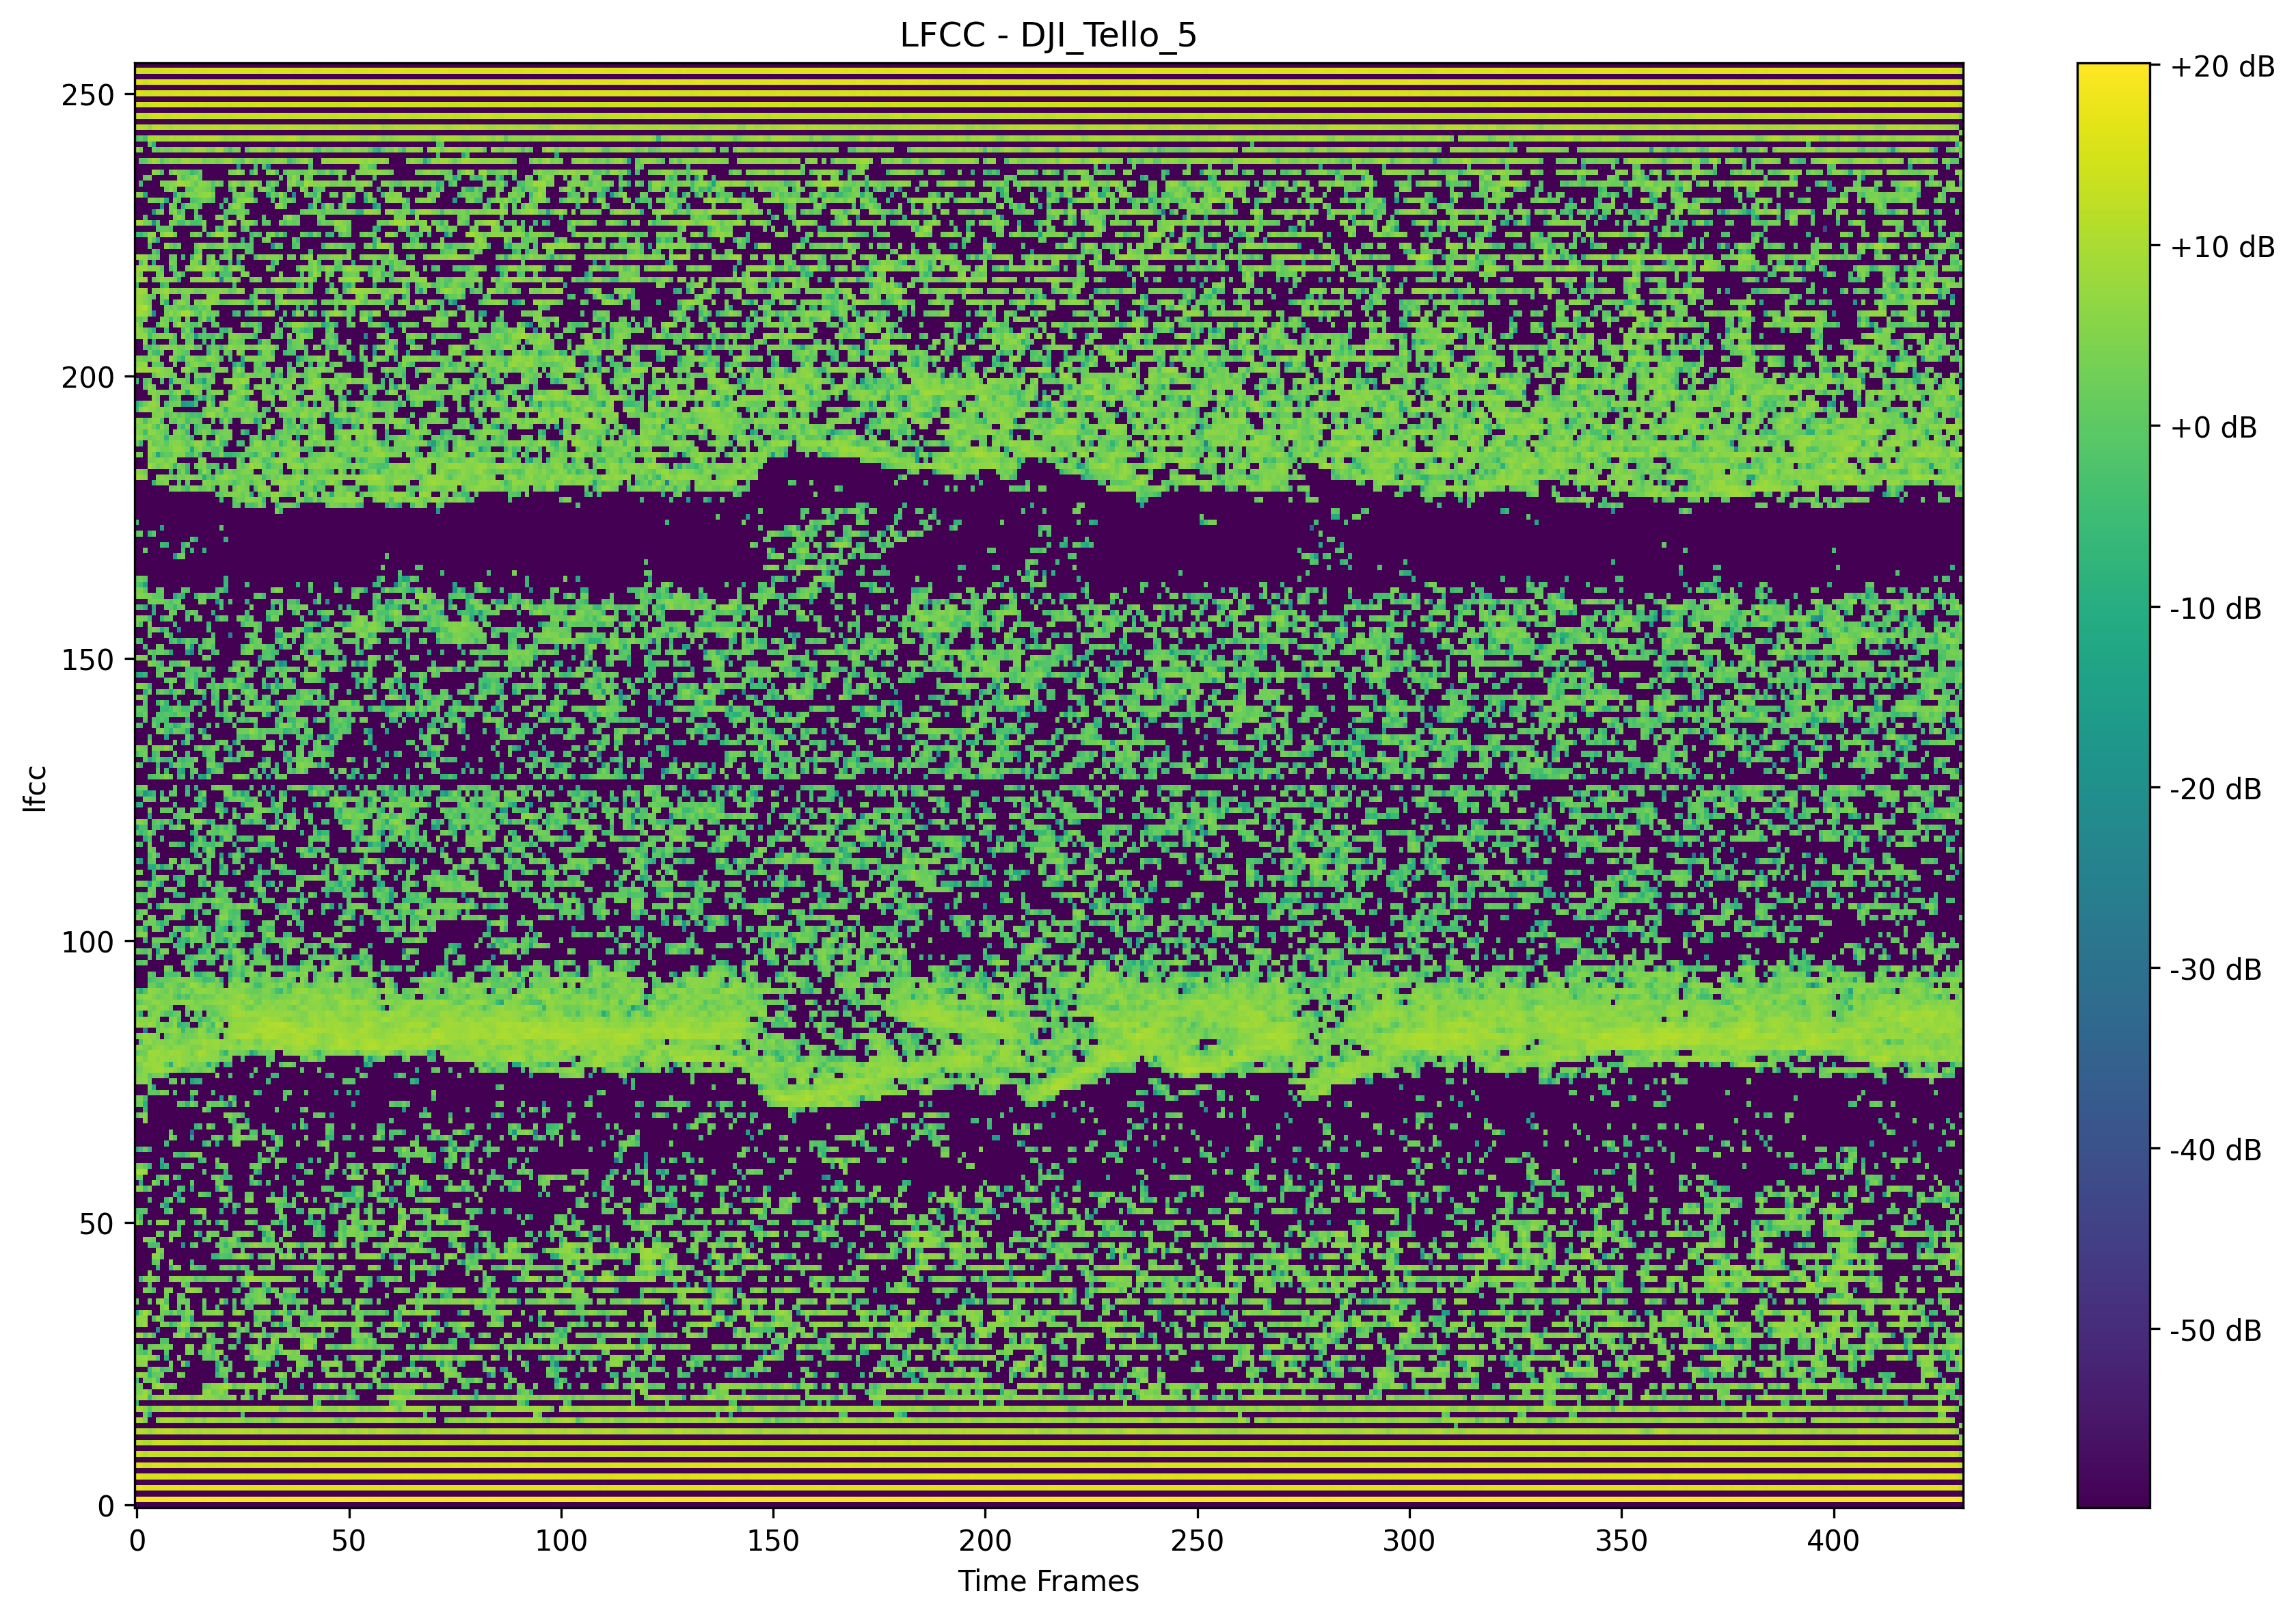 LFCC - DJI_Tello_5
lfcc
250
200
150
100
50
0
0 50 100 150 200 250 300 350 400
Time Frames
+20 dB
+10 dB
+0 dB
-10 dB
-20 dB
-30 dB
-40 dB
-50 dB